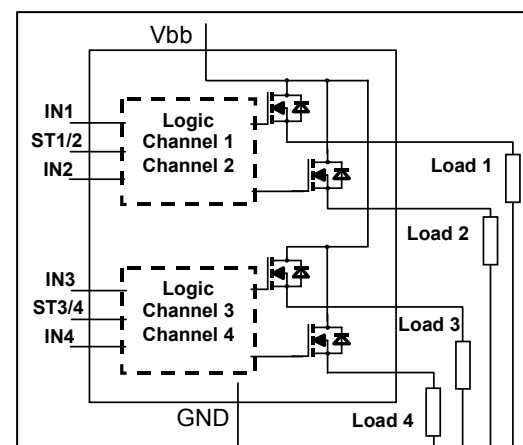 Vbb
IN1
ST1/2
IN2
Logic
Channel 1
Channel 2
Load 1
Load 2
IN3
ST3/4
IN4
Logic
Channel 3
Channel 4
Load 3
Load 4
GND